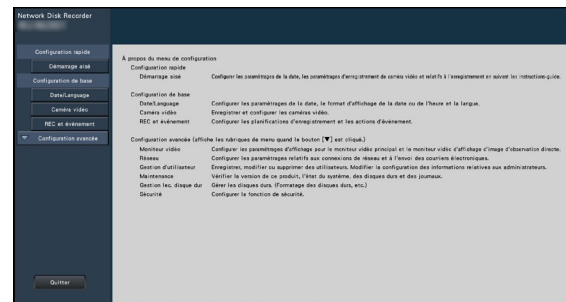 Network Disk Recorder
Configuration rapide
Démarrage aisé
Configuration de base
Date/Language
Caméra vidéo
REC et événement
Configuration avancée
Quitter
À propos du menu de configuration
Configuration rapide
Démarrage aisé Configurer les paramétrages de la date, les paramétrages d'enregistrement de caméra vidéo et relatifs à l'enregistrement en suivant les instructions-guide.
Configuration de base
Date/Language Configurer les paramétrages de la date, le format d'affichage de la date ou de l'heure et la langue.
Caméra vidéo Enregistrer et configurer les caméras vidéo.
REC et événement Configurer les planifications d'enregistrement et les actions d'événement.
Configuration avancée (affiche les rubriques de menu quand le bouton [▼] est cliqué.)
Moniteur vidéo Configurer les paramétrages d'affichage pour le moniteur vidéo principal et le moniteur vidéo d'affichage d'image d'observation directe.
Réseau Configurer les paramétrages relatifs aux connexions de réseau et à l'envoi des courriers électroniques.
Gestion d'utilisateur Enregistrer, modifier ou supprimer des utilisateurs. Modifier la configuration des informations relatives aux administrateurs.
Maintenance Vérifier la version de ce produit, l'état du système, des disques durs et des journaux.
Gestion lec. disque dur Gérer les disques durs. (Formatage des disques durs, etc.)
Sécurité Configurer la fonction de sécurité.